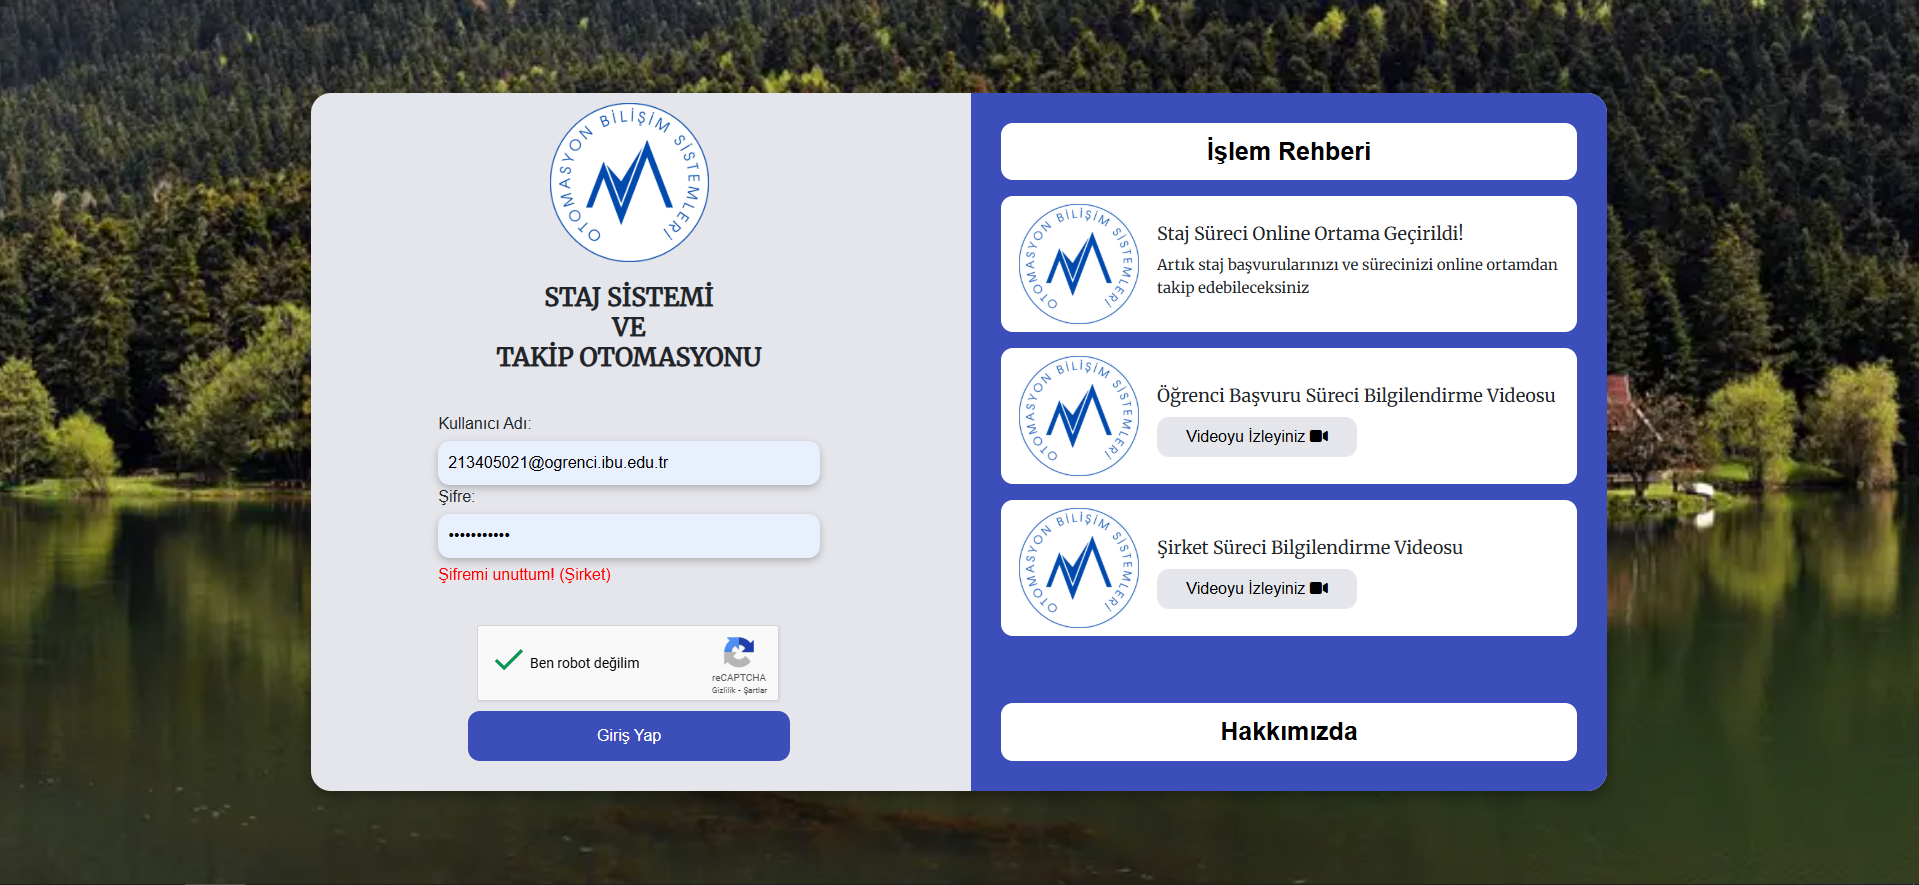 OTOMASYON BİLİŞİM SİSTEMLERİ
STAJ SİSTEMİ
VE
TAKİP OTOMASYONU
Kullanıcı Adı:
213405021@ogrenci.ibu.edu.tr
Şifre:
•••••••••••
Şifremi unuttum! (Şirket)
Ben robot değilim
reCAPTCHA
Gizlilik - Şartlar
Giriş Yap
İşlem Rehberi
OTOMASYON BİLİŞİM SİSTEMLERİ
Staj Süreci Online Ortama Geçirildi!
Artık staj başvurularınızı ve sürecinizi online ortamdan
takip edebileceksiniz
OTOMASYON BİLİŞİM SİSTEMLERİ
Öğrenci Başvuru Süreci Bilgilendirme Videosu
Videoyu İzleyiniz
OTOMASYON BİLİŞİM SİSTEMLERİ
Şirket Süreci Bilgilendirme Videosu
Videoyu İzleyiniz
Hakkımızda